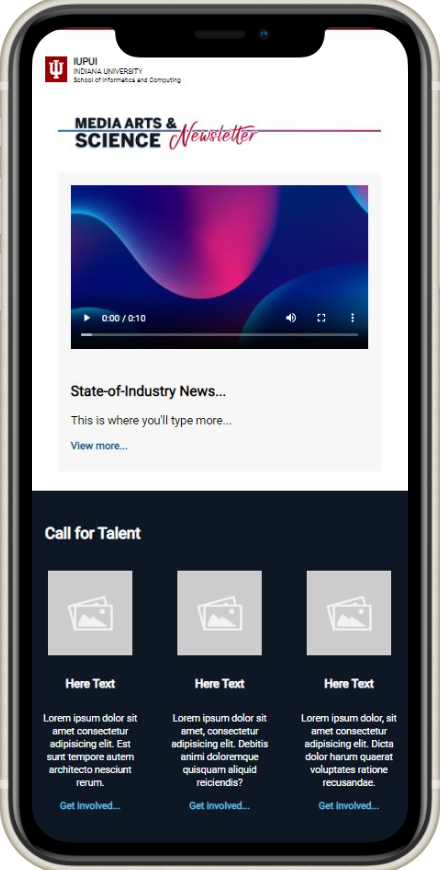 IUPUI
INDIANA UNIVERSITY
School of Informatics and Computing
MEDIA ARTS &
SCIENCE Newsletter
0:00 / 0:10
State-of-Industry News...
This is where you'll type more...
View more...
Call for Talent
Here Text
Lorem ipsum dolor sit
amet consectetur
adipisicing elit. Est
sunt tempore autem
architecto nesciunt
rerum.
Get involved...
Here Text
Lorem ipsum dolor sit
amet, consectetur
adipisicing elit. Debitis
animi doloremque
quisquam aliquid
reiciendis?
Get involved...
Here Text
Lorem ipsum dolor, sit
amet consectetur
adipisicing elit. Dicta
dolor harum quaerat
voluptates ratione
recusandae.
Get involved...